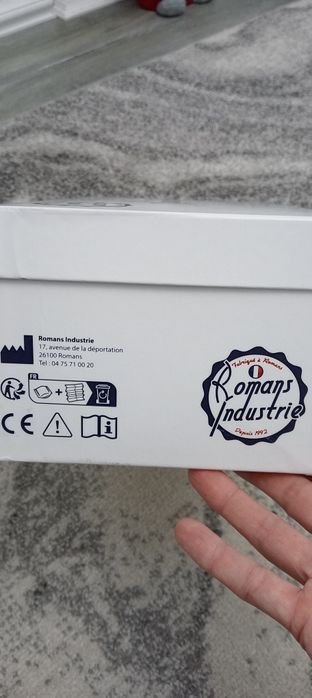 Romans Industrie
17, avenue de la déportation
26100 Romans
Tel : 04 75 71 00 20
FR
CE
Fabriqué à Romans
Romans
Industrie
Depuis 1992